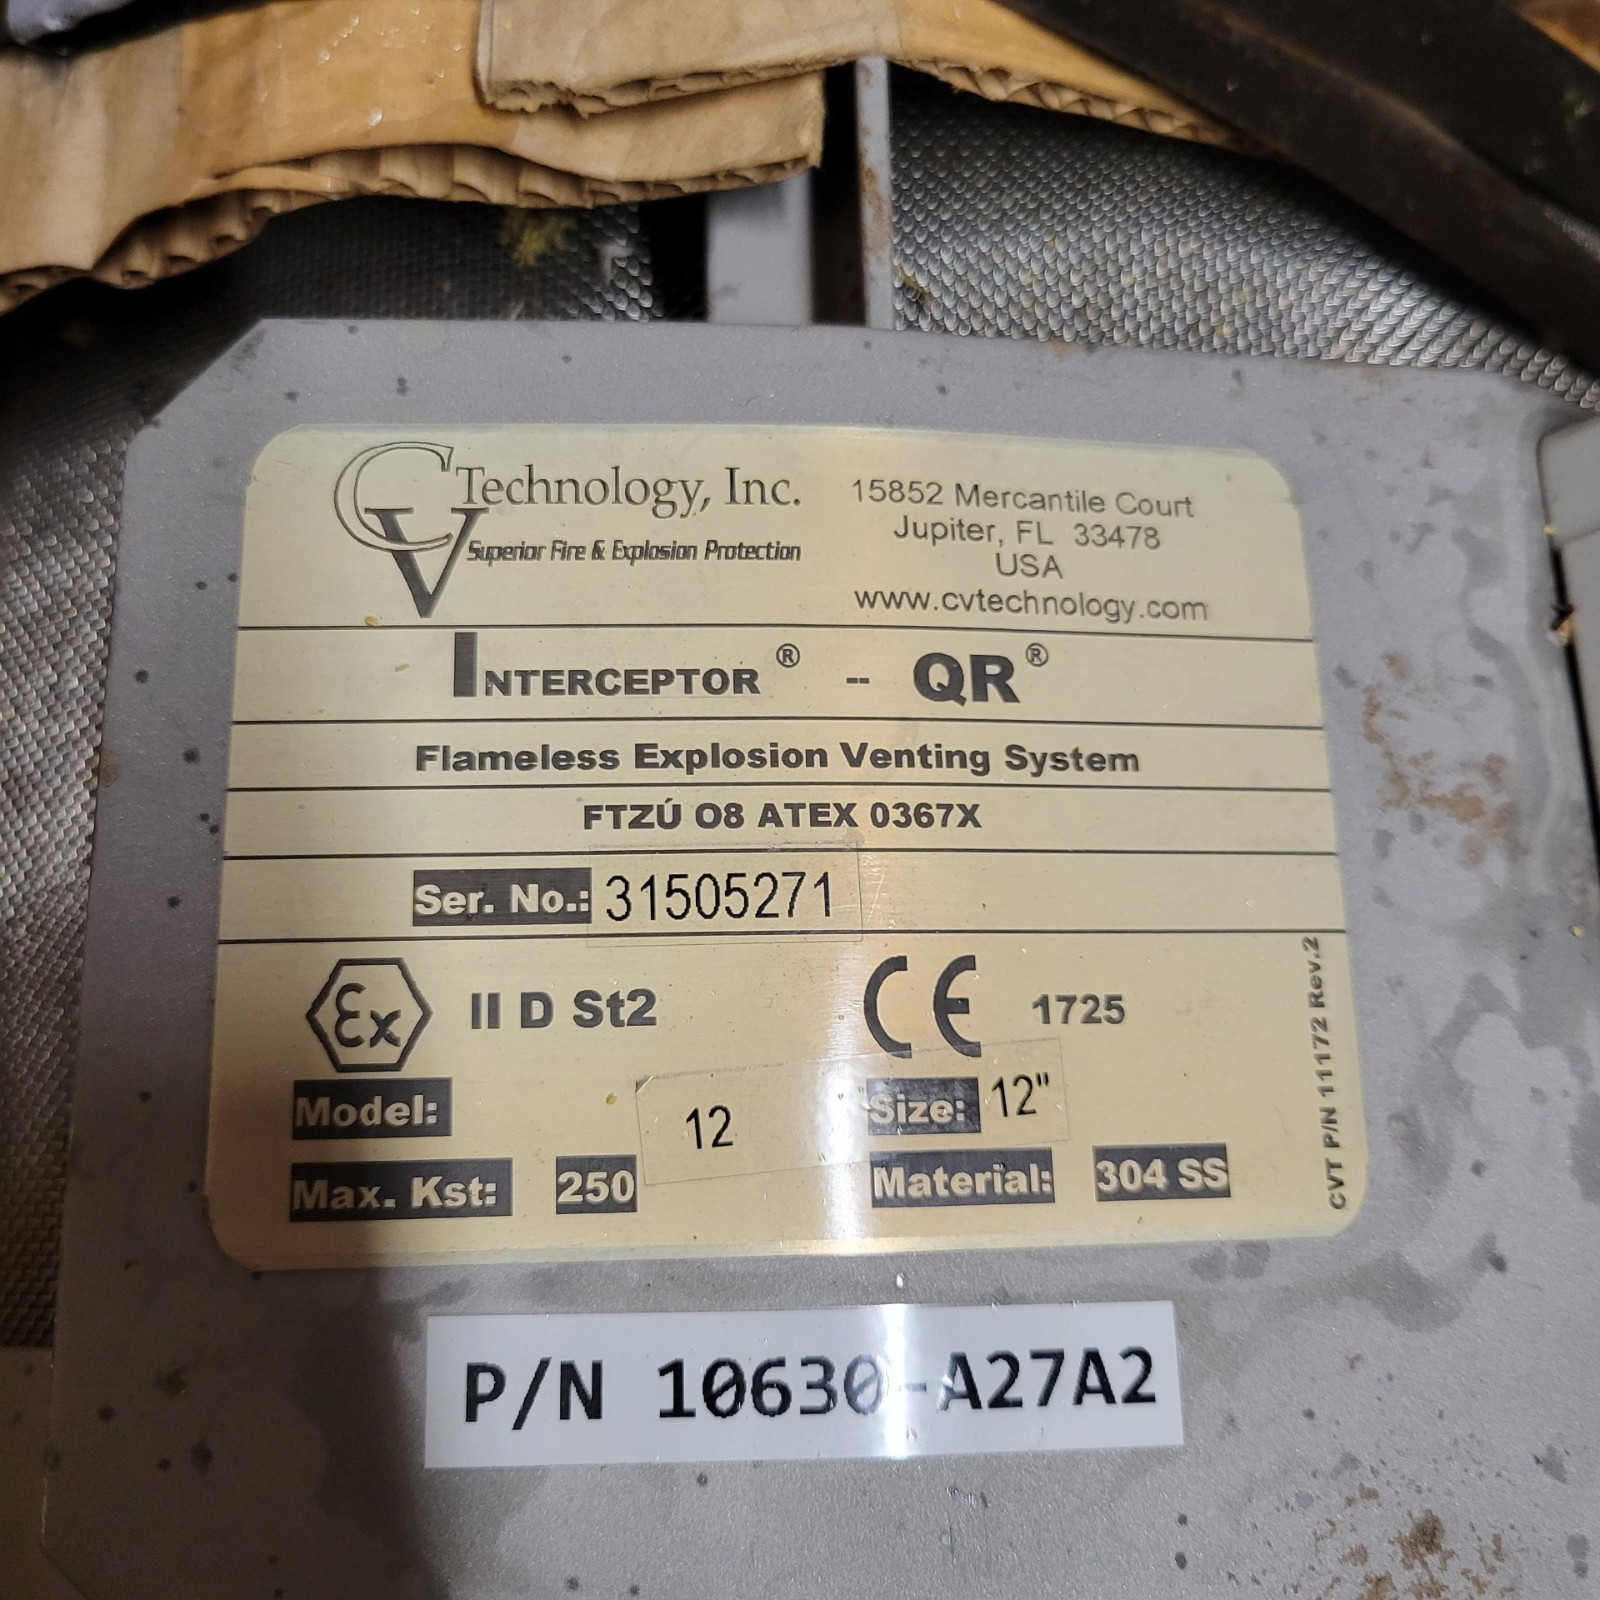 CV Technology, Inc.
Superior Fire & Explosion Protection
15852 Mercantile Court
Jupiter, FL 33478
USA
www.cvtechnology.com
INTERCEPTOR® -- QR®
Flameless Explosion Venting System
FTZÚ O8 ATEX 0367X
Ser. No.: 31505271
Ex II D St2 CE 1725
Model: 12 Size: 12"
Max. Kst: 250 Material: 304 SS
CVT P/N 11172 Rev.2
P/N 10630-A27A2